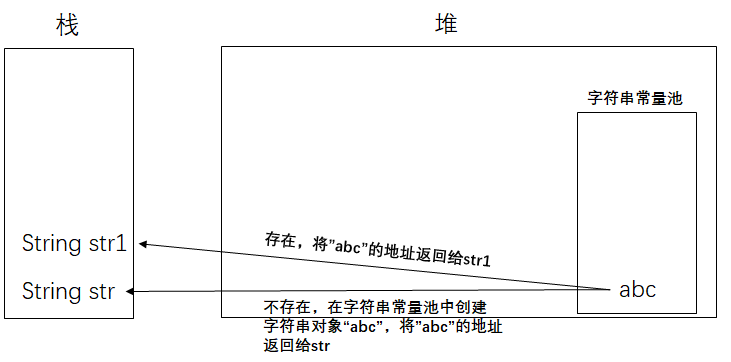 栈
堆
字符串常量池
String str1
存在，将”abc”的地址返回给str1
String str
abc
不存在，在字符串常量池中创建
字符串对象“abc”，将”abc”的地址
返回给str